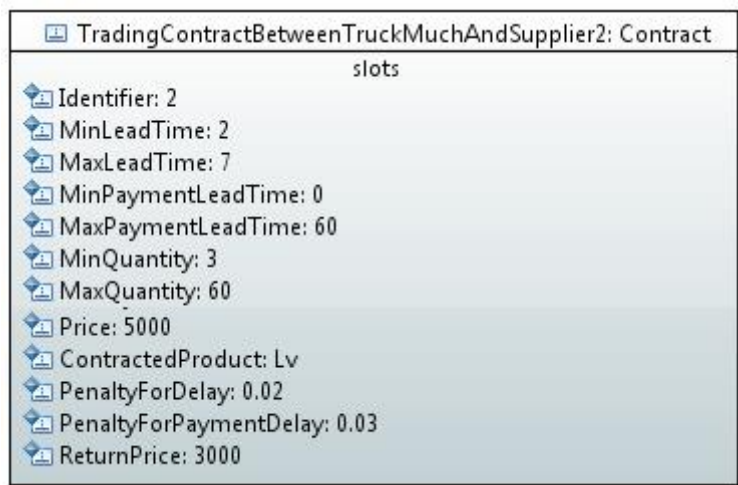 TradingContractBetweenTruckMuchAndSupplier2: Contract
slots
Identifier: 2
MinLeadTime: 2
MaxLeadTime: 7
MinPaymentLeadTime: 0
MaxPaymentLeadTime: 60
MinQuantity: 3
MaxQuantity: 60
Price: 5000
ContractedProduct: Lv
PenaltyForDelay: 0.02
PenaltyForPaymentDelay: 0.03
ReturnPrice: 3000